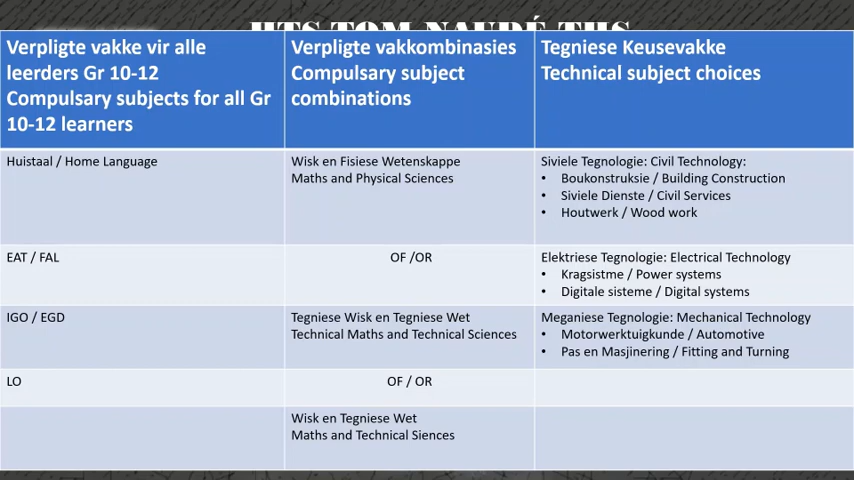 HTS TOM NAUDÉ THS
Verpligte vakke vir alle
leerders Gr 10-12
Compulsary subjects for all Gr
10-12 learners
Verpligte vakkombinasies
Compulsary subject
combinations
Tegniese Keusevakke
Technical subject choices
Huistaal / Home Language
Wisk en Fisiese Wetenskappe
Maths and Physical Sciences
Siviele Tegnologie: Civil Technology:
• Boukonstruksie / Building Construction
• Siviele Dienste / Civil Services
• Houtwerk / Wood work
EAT / FAL
OF /OR
Elektriese Tegnologie: Electrical Technology
• Kragsistme / Power systems
• Digitale sisteme / Digital systems
IGO / EGD
Tegniese Wisk en Tegniese Wet
Technical Maths and Technical Sciences
Meganiese Tegnologie: Mechanical Technology
• Motorwerktuigkunde / Automotive
• Pas en Masjinering / Fitting and Turning
LO
OF / OR
Wisk en Tegniese Wet
Maths and Technical Siences